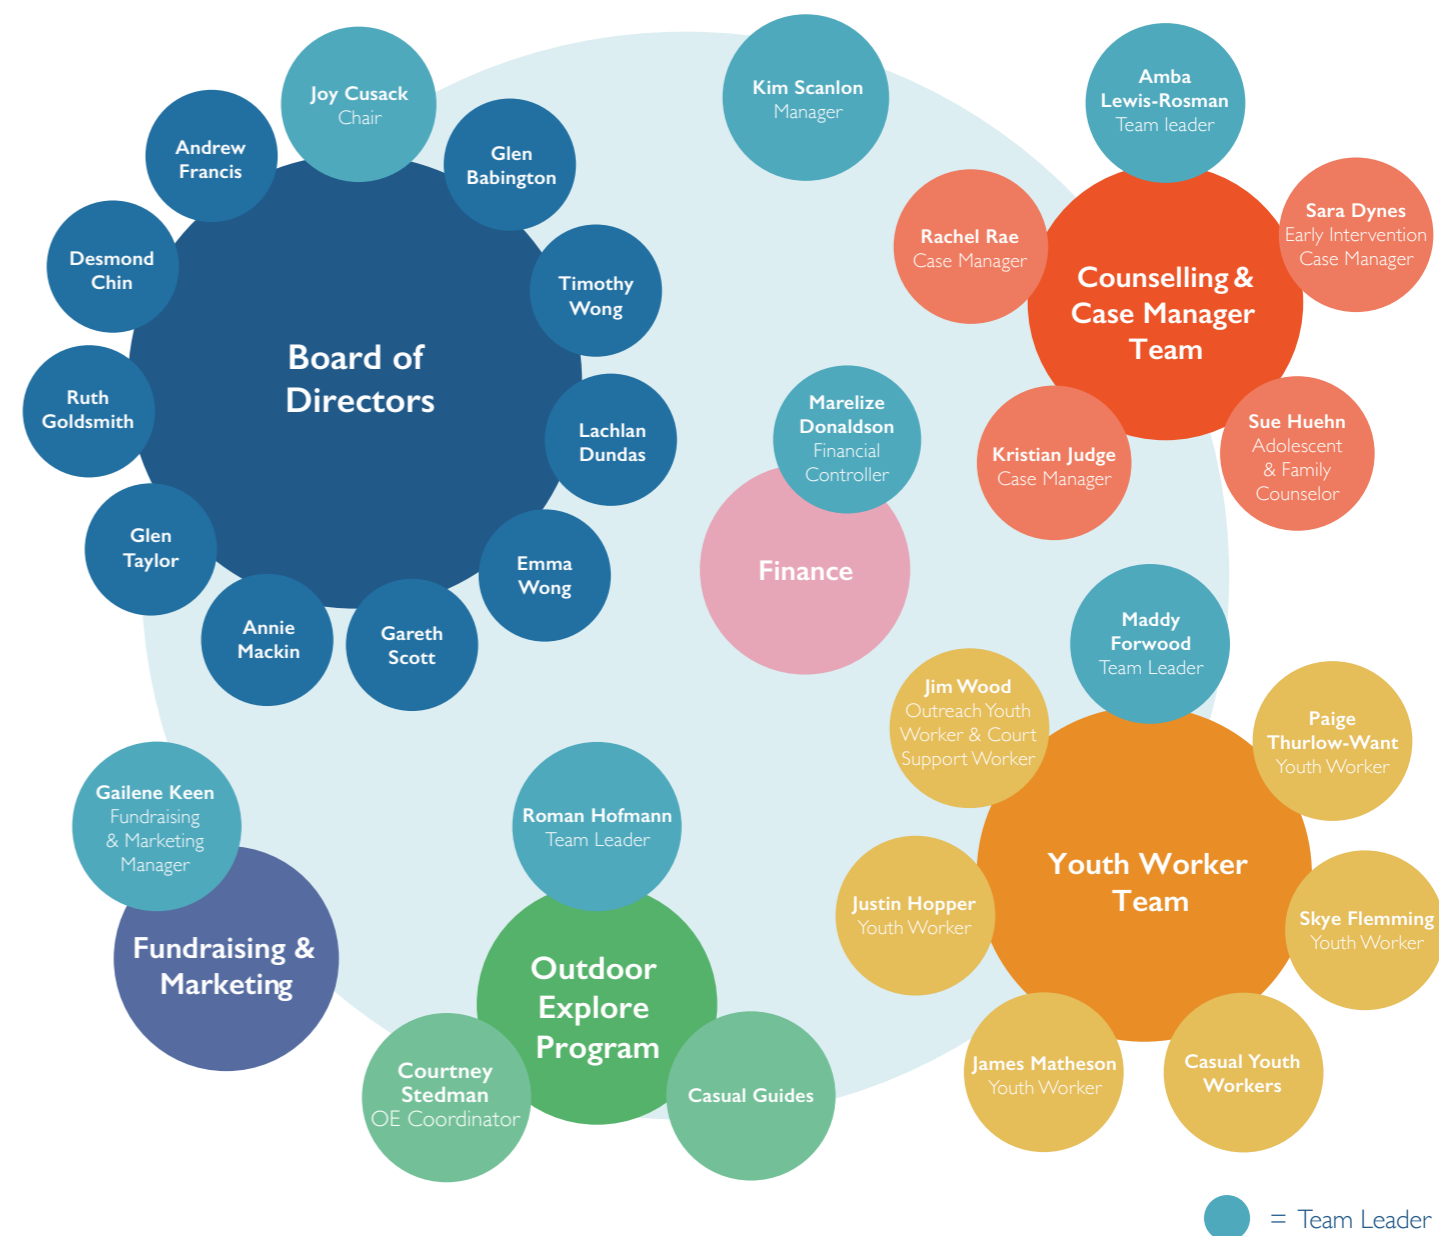 Joy Cusack
Chair
Andrew
Francis
Glen
Babington
Desmond
Chin
Timothy
Wong
Board of
Directors
Ruth
Goldsmith
Lachlan
Dundas
Glen
Taylor
Emma
Wong
Annie
Mackin
Gareth
Scott
Kim Scanlon
Manager
Amba
Lewis-Rosman
Team leader
Rachel Rae
Case Manager
Sara Dynes
Early Intervention
Case Manager
Counselling &
Case Manager
Team
Kristian Judge
Case Manager
Sue Huehn
Adolescent
& Family
Counselor
Marelize
Donaldson
Financial
Controller
Finance
Maddy
Forwood
Team Leader
Jim Wood
Outreach Youth
Worker & Court
Support Worker
Paige
Thurlow-Want
Youth Worker
Youth Worker
Team
Justin Hopper
Youth Worker
Skye Flemming
Youth Worker
James Matheson
Youth Worker
Casual Youth
Workers
Gailene Keen
Fundraising
& Marketing
Manager
Fundraising &
Marketing
Roman Hofmann
Team Leader
Outdoor
Explore
Program
Courtney
Stedman
OE Coordinator
Casual Guides
= Team Leader